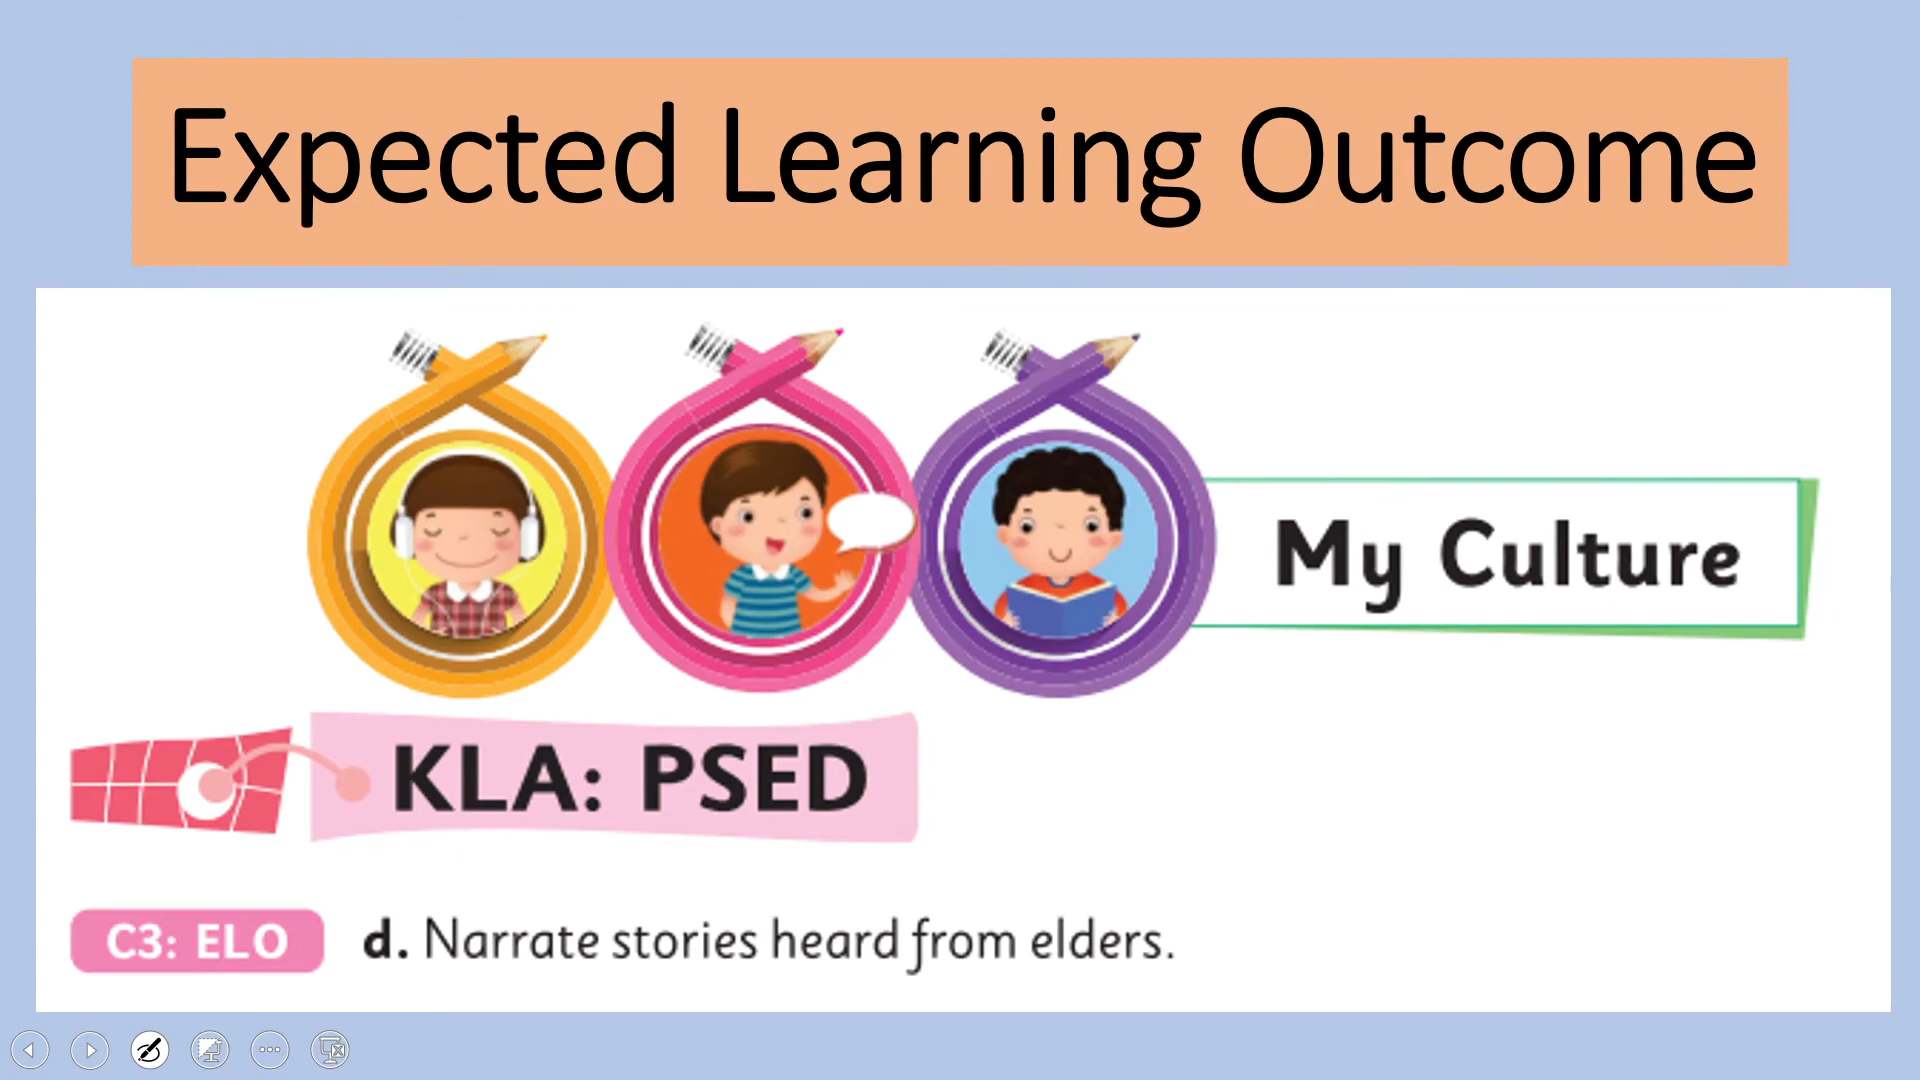 Expected Learning Outcome
My Culture
KLA: PSED
C3: ELO d. Narrate stories heard from elders.